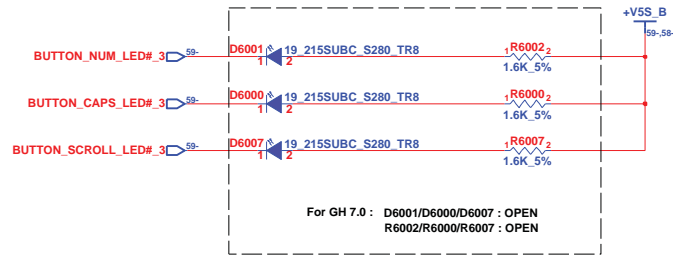 +V5S_B
59-,58-
BUTTON_NUM_LED#_3 59- D6001 19_215SUBC_S280_TR8 1 R6002 2
1 2 1.6K_5%
BUTTON_CAPS_LED#_3 59- D6000 19_215SUBC_S280_TR8 1 R6000 2
1 2 1.6K_5%
BUTTON_SCROLL_LED#_3 59- D6007 19_215SUBC_S280_TR8 1 R6007 2
1 2 1.6K_5%
For GH 7.0 : D6001/D6000/D6007 : OPEN
R6002/R6000/R6007 : OPEN